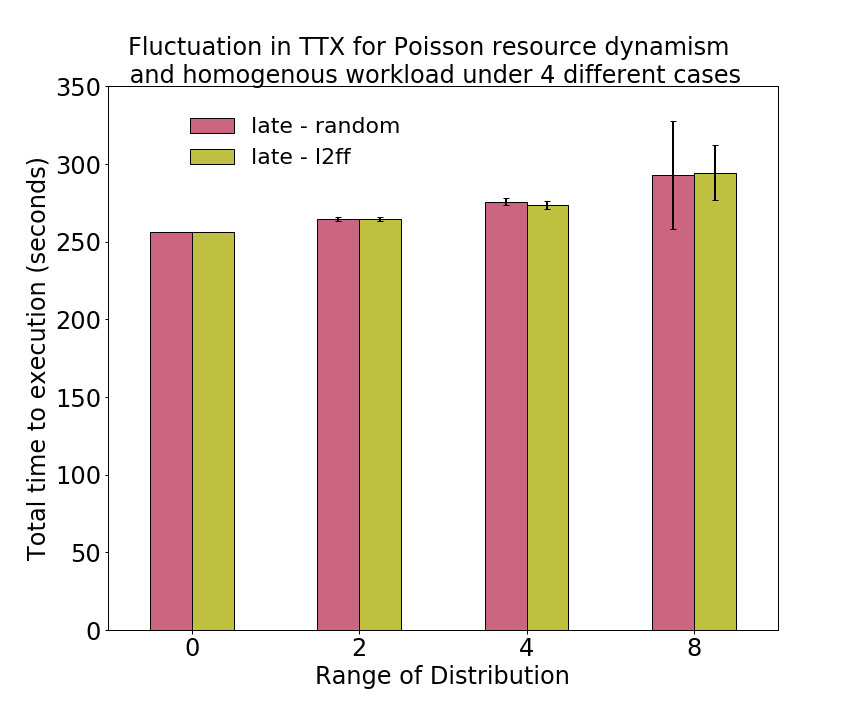 Fluctuation in TTX for Poisson resource dynamism
and homogenous workload under 4 different cases
350
300
250
200
150
100
50
0
Total time to execution (seconds)
late - random
late - l2ff
0 2 4 8
Range of Distribution